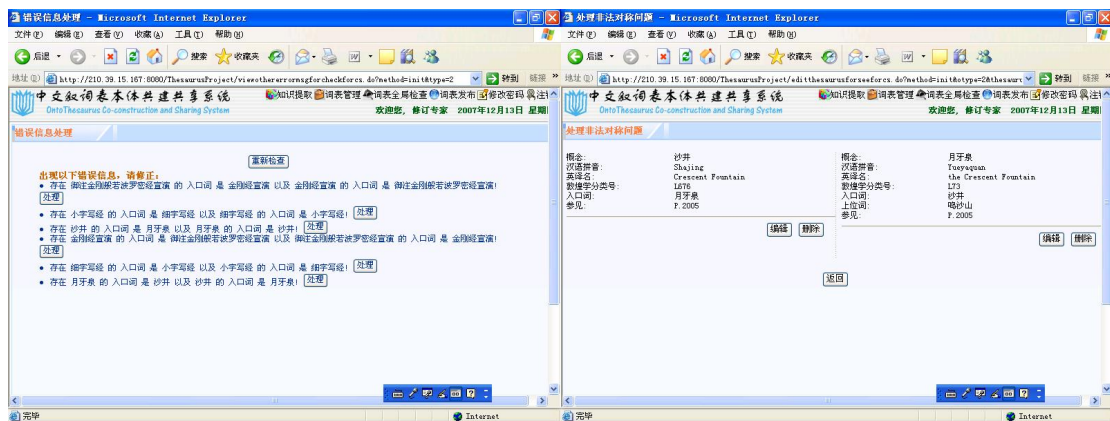 错误信息处理 - Microsoft Internet Explorer
文件(F) 编辑(E) 查看(V) 收藏(A) 工具(T) 帮助(H)
后退 搜索 收藏夹
地址(D) http://210.39.15.167:8080/ThesaurusProject/viewothererrormsgforcheckforcs.do?method=init&type=2 转到 链接 »
中文叙词表本体共建共享系统
知识提取 词表管理 词表全局检查 词表发布 修改密码 注
OntoThesaurus Co-construction and Sharing System
欢迎您,修订专家 2007年12月13日 星期
错误信息处理
重新检查
出现以下错误信息,请修正:
• 存在 御注金刚般若波罗密经宣演 的 入口词 是 金刚经宣演 以及 金刚经宣演 的 入口词 是 御注金刚般若波罗密经宣演!
处理
• 存在 小字写经 的 入口词 是 细字写经 以及 细字写经 的 入口词 是 小字写经! 处理
• 存在 沙井 的 入口词 是 月牙泉 以及 月牙泉 的 入口词 是 沙井! 处理
• 存在 金刚经宣演 的 入口词 是 御注金刚般若波罗密经宣演 以及 御注金刚般若波罗密经宣演 的 入口词 是 金刚经宣演!
处理
• 存在 细字写经 的 入口词 是 小字写经 以及 小字写经 的 入口词 是 细字写经! 处理
• 存在 月牙泉 的 入口词 是 沙井 以及 沙井 的 入口词 是 月牙泉! 处理
完毕
Internet
处理非法对称问题 - Microsoft Internet Explorer
文件(F) 编辑(E) 查看(V) 收藏(A) 工具(T) 帮助(H)
后退 搜索 收藏夹
地址(D) http://210.39.15.167:8080/ThesaurusProject/editthesaurusforseeforcs.do?method=init&otype=2&thesaurc 转到 链接 »
中文叙词表本体共建共享系统
知识提取 词表管理 词表全局检查 词表发布 修改密码 注
OntoThesaurus Co-construction and Sharing System
欢迎您,修订专家 2007年12月13日 星期
处理非法对称问题
概念: 沙井
汉语拼音: Shajing
英译名: Crescent Fountain
敦煌学分类号: L676
入口词: 月牙泉
参见: P.2005
编辑 删除
概念: 月牙泉
汉语拼音: Yueyaquan
英译名: the Crescent Fountain
敦煌学分类号: L73
入口词: 沙井
上位词: 鸣沙山
参见: P.2005
编辑 删除
返回
完毕
Internet